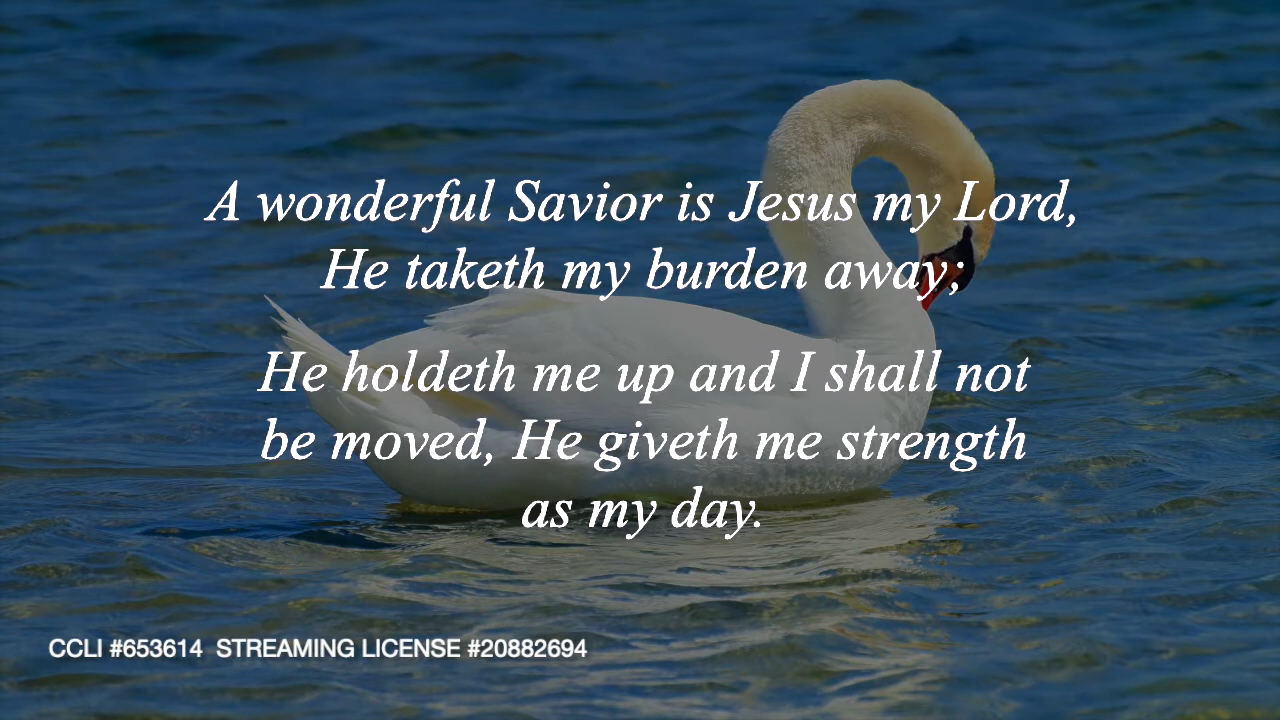 A wonderful Savior is Jesus my Lord,
He taketh my burden away;
He holdeth me up and I shall not
be moved, He giveth me strength
as my day.
CCLI #653614  STREAMING LICENSE #20882694